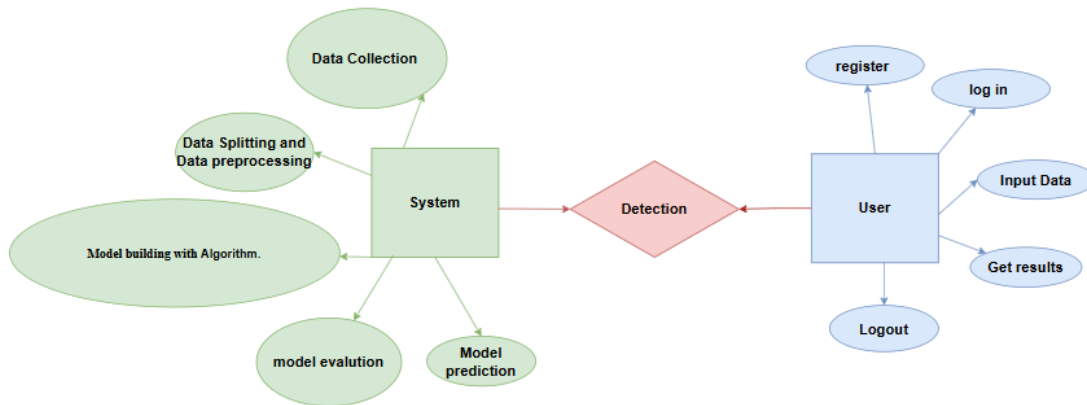 Data Collection
register
log in
Data Splitting and
Data preprocessing
System
Detection
User
Input Data
Model building with Algorithm.
Get results
Logout
model evalution
Model
prediction